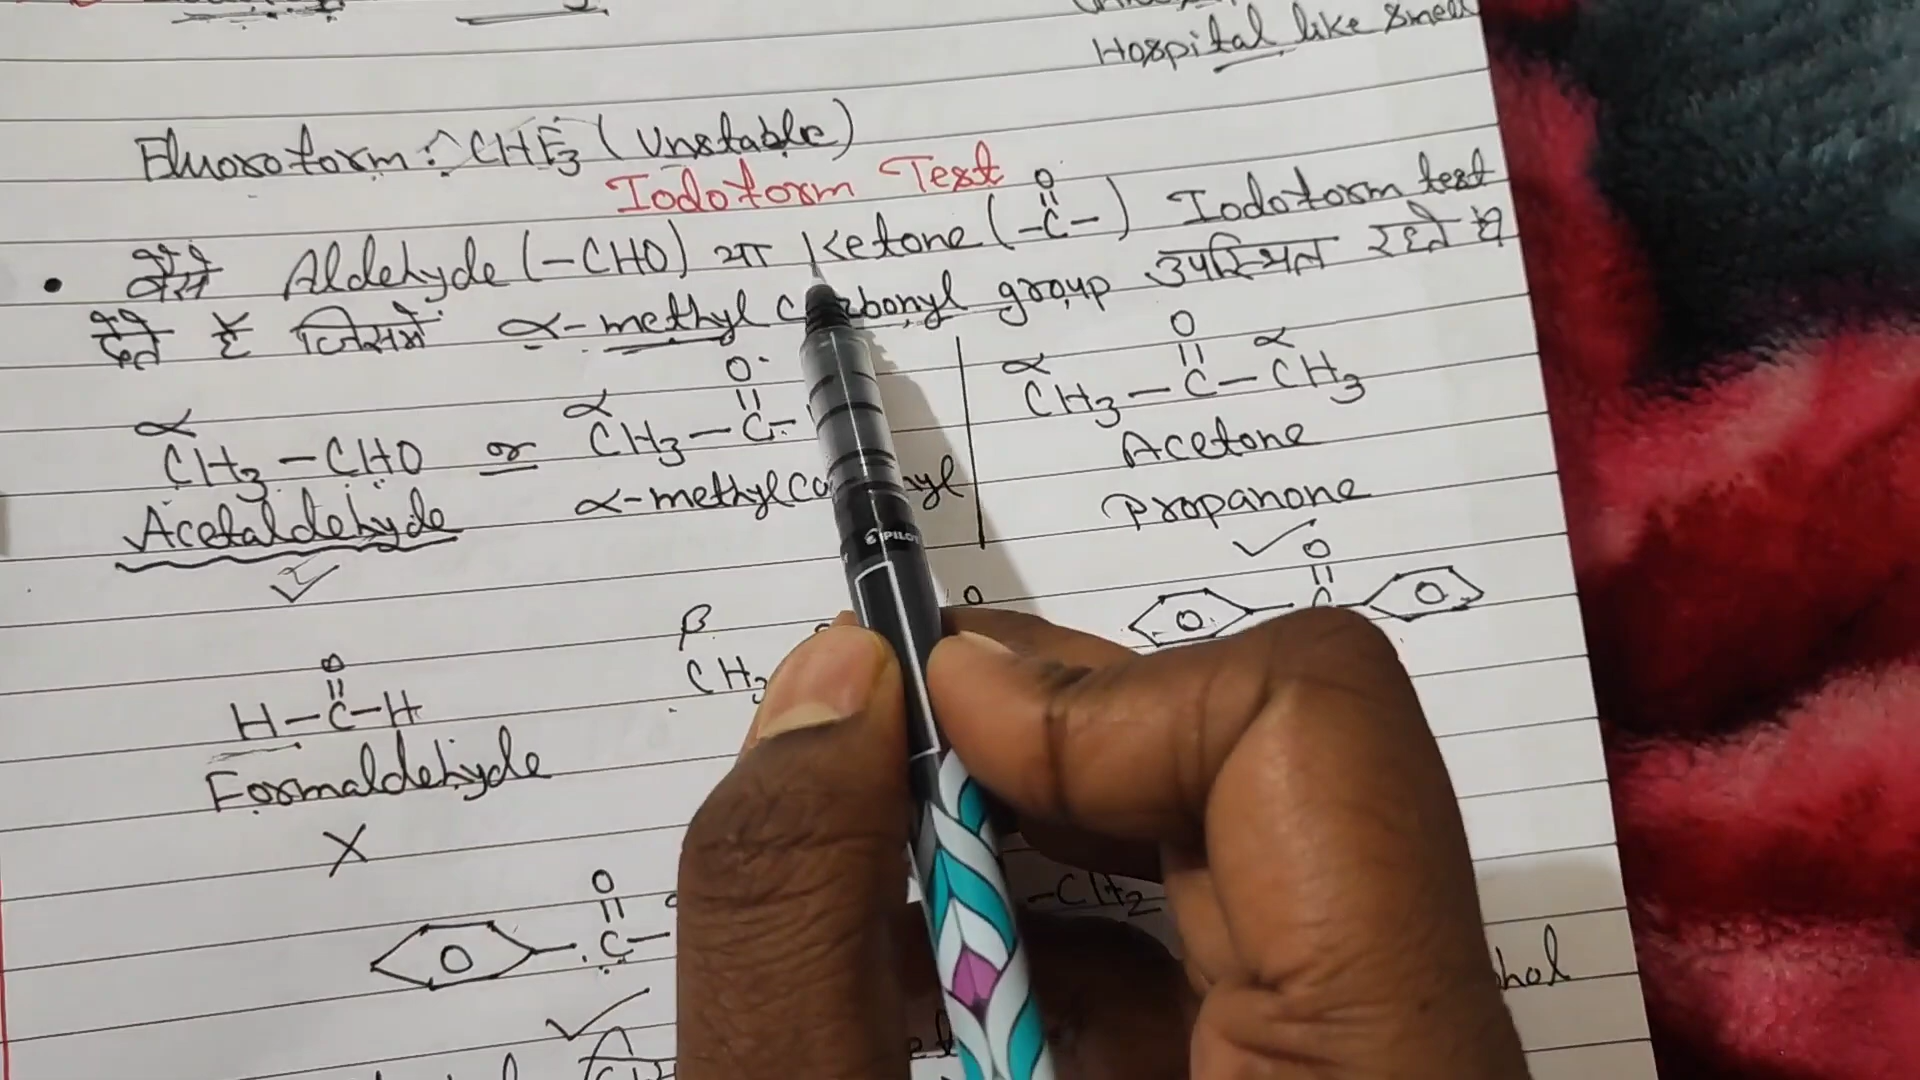 Hospital like smell
Fluoroform: CHF3 (Unstable)
Iodoform Test
• वैसे Aldehyde (-CHO) या Ketone (-C-) Iodoform test
O
देते हैं जिसमें α-methyl carbonyl group उपस्थित रहते हैं
α CH3-CHO or α CH3-C-
O
Acetaldehyde
α-methyl
α CH3-C-CH3 α
O
Acetone
Propanone
H-C-H
O
Formaldehyde
X
β
CH3
O
O
C-
O
-CH2
PILOT